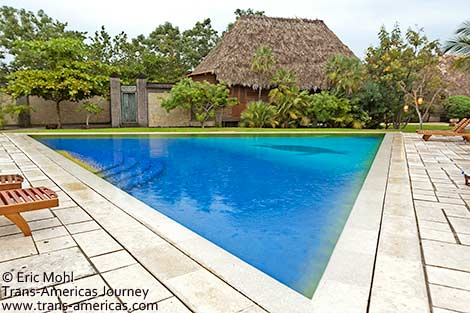 © Eric Mohl
Trans-Americas Journey
www.trans-americas.com